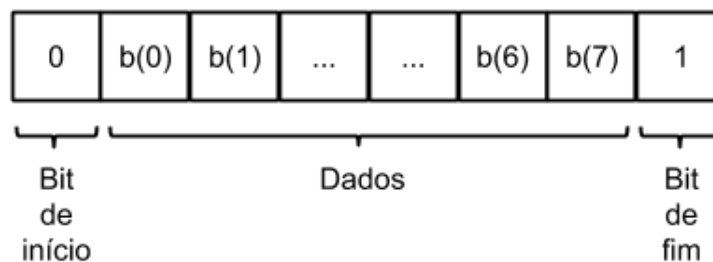 0 b(0) b(1) ... ... b(6) b(7) 1
Bit de início
Dados
Bit de fim